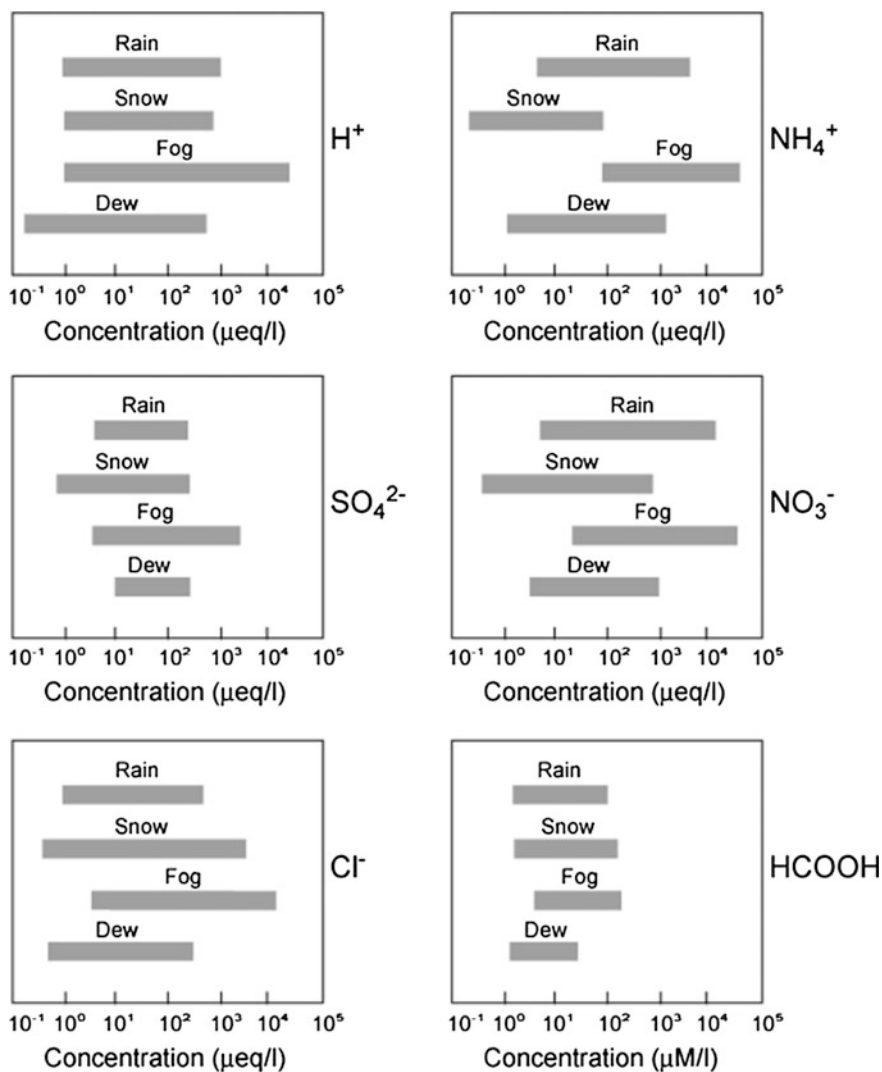 Rain
Snow
Fog
Dew
H⁺
10⁻¹ 10⁰ 10¹ 10² 10³ 10⁴ 10⁵
Concentration (µeq/l)
Rain
Snow
Fog
Dew
NH₄⁺
10⁻¹ 10⁰ 10¹ 10² 10³ 10⁴ 10⁵
Concentration (µeq/l)
Rain
Snow
Fog
Dew
SO₄²⁻
10⁻¹ 10⁰ 10¹ 10² 10³ 10⁴ 10⁵
Concentration (µeq/l)
Rain
Snow
Fog
Dew
NO₃⁻
10⁻¹ 10⁰ 10¹ 10² 10³ 10⁴ 10⁵
Concentration (µeq/l)
Rain
Snow
Fog
Dew
Cl⁻
10⁻¹ 10⁰ 10¹ 10² 10³ 10⁴ 10⁵
Concentration (µeq/l)
Rain
Snow
Fog
Dew
HCOOH
10⁻¹ 10⁰ 10¹ 10² 10³ 10⁴ 10⁵
Concentration (µM/l)